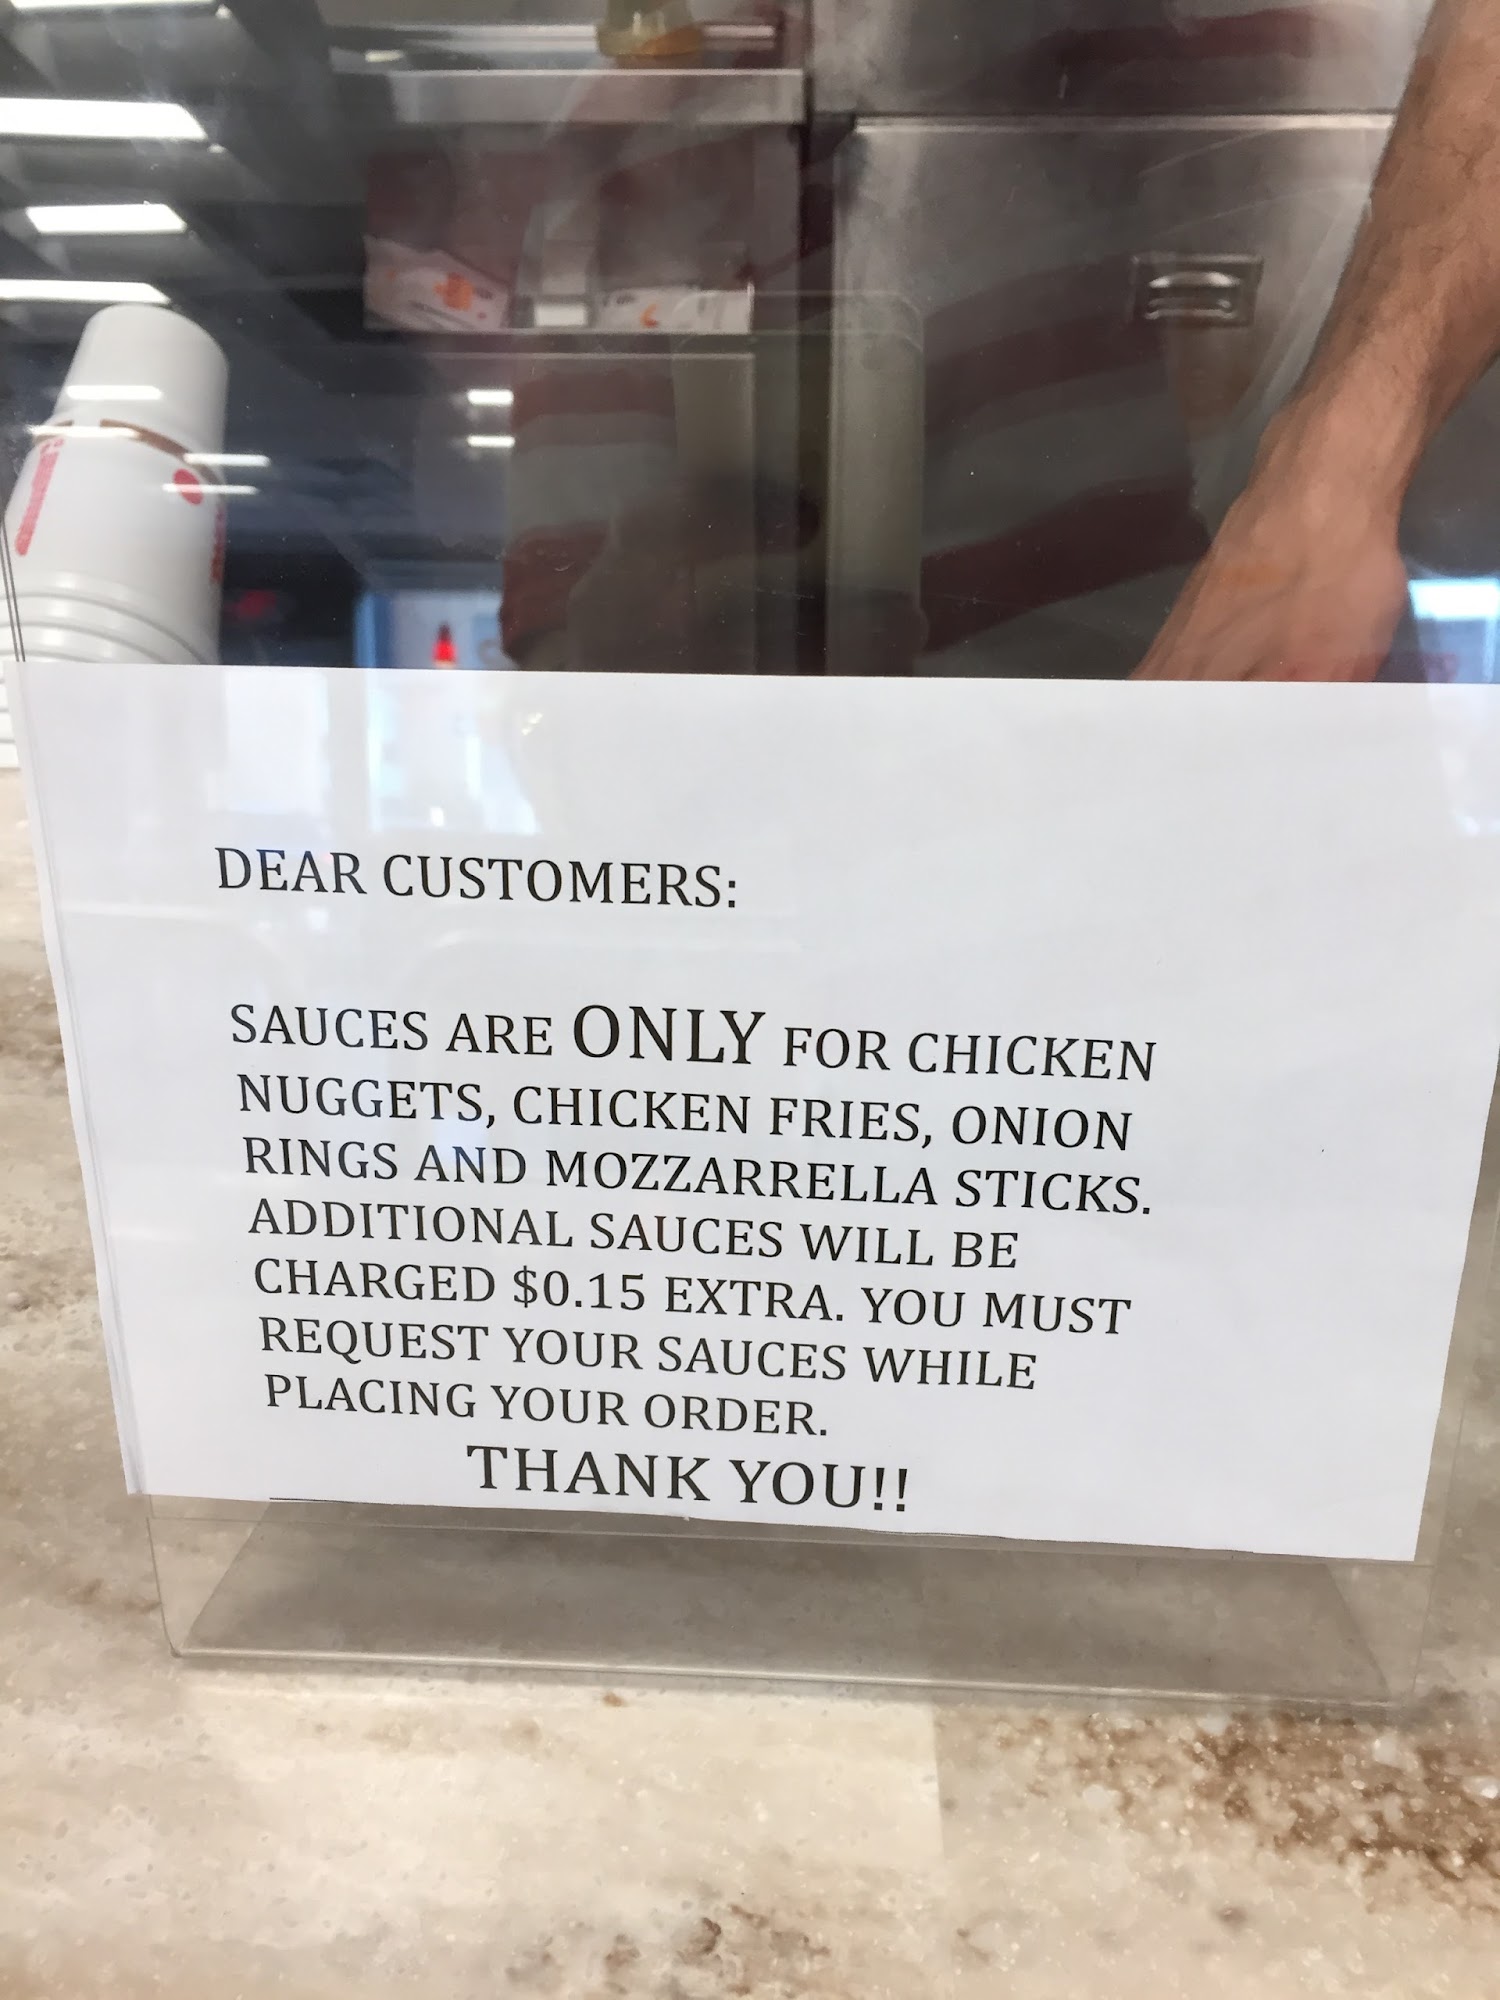 DEAR CUSTOMERS:
SAUCES ARE ONLY FOR CHICKEN
NUGGETS, CHICKEN FRIES, ONION
RINGS AND MOZZARRELLA STICKS.
ADDITIONAL SAUCES WILL BE
CHARGED $0.15 EXTRA. YOU MUST
REQUEST YOUR SAUCES WHILE
PLACING YOUR ORDER.
THANK YOU!!